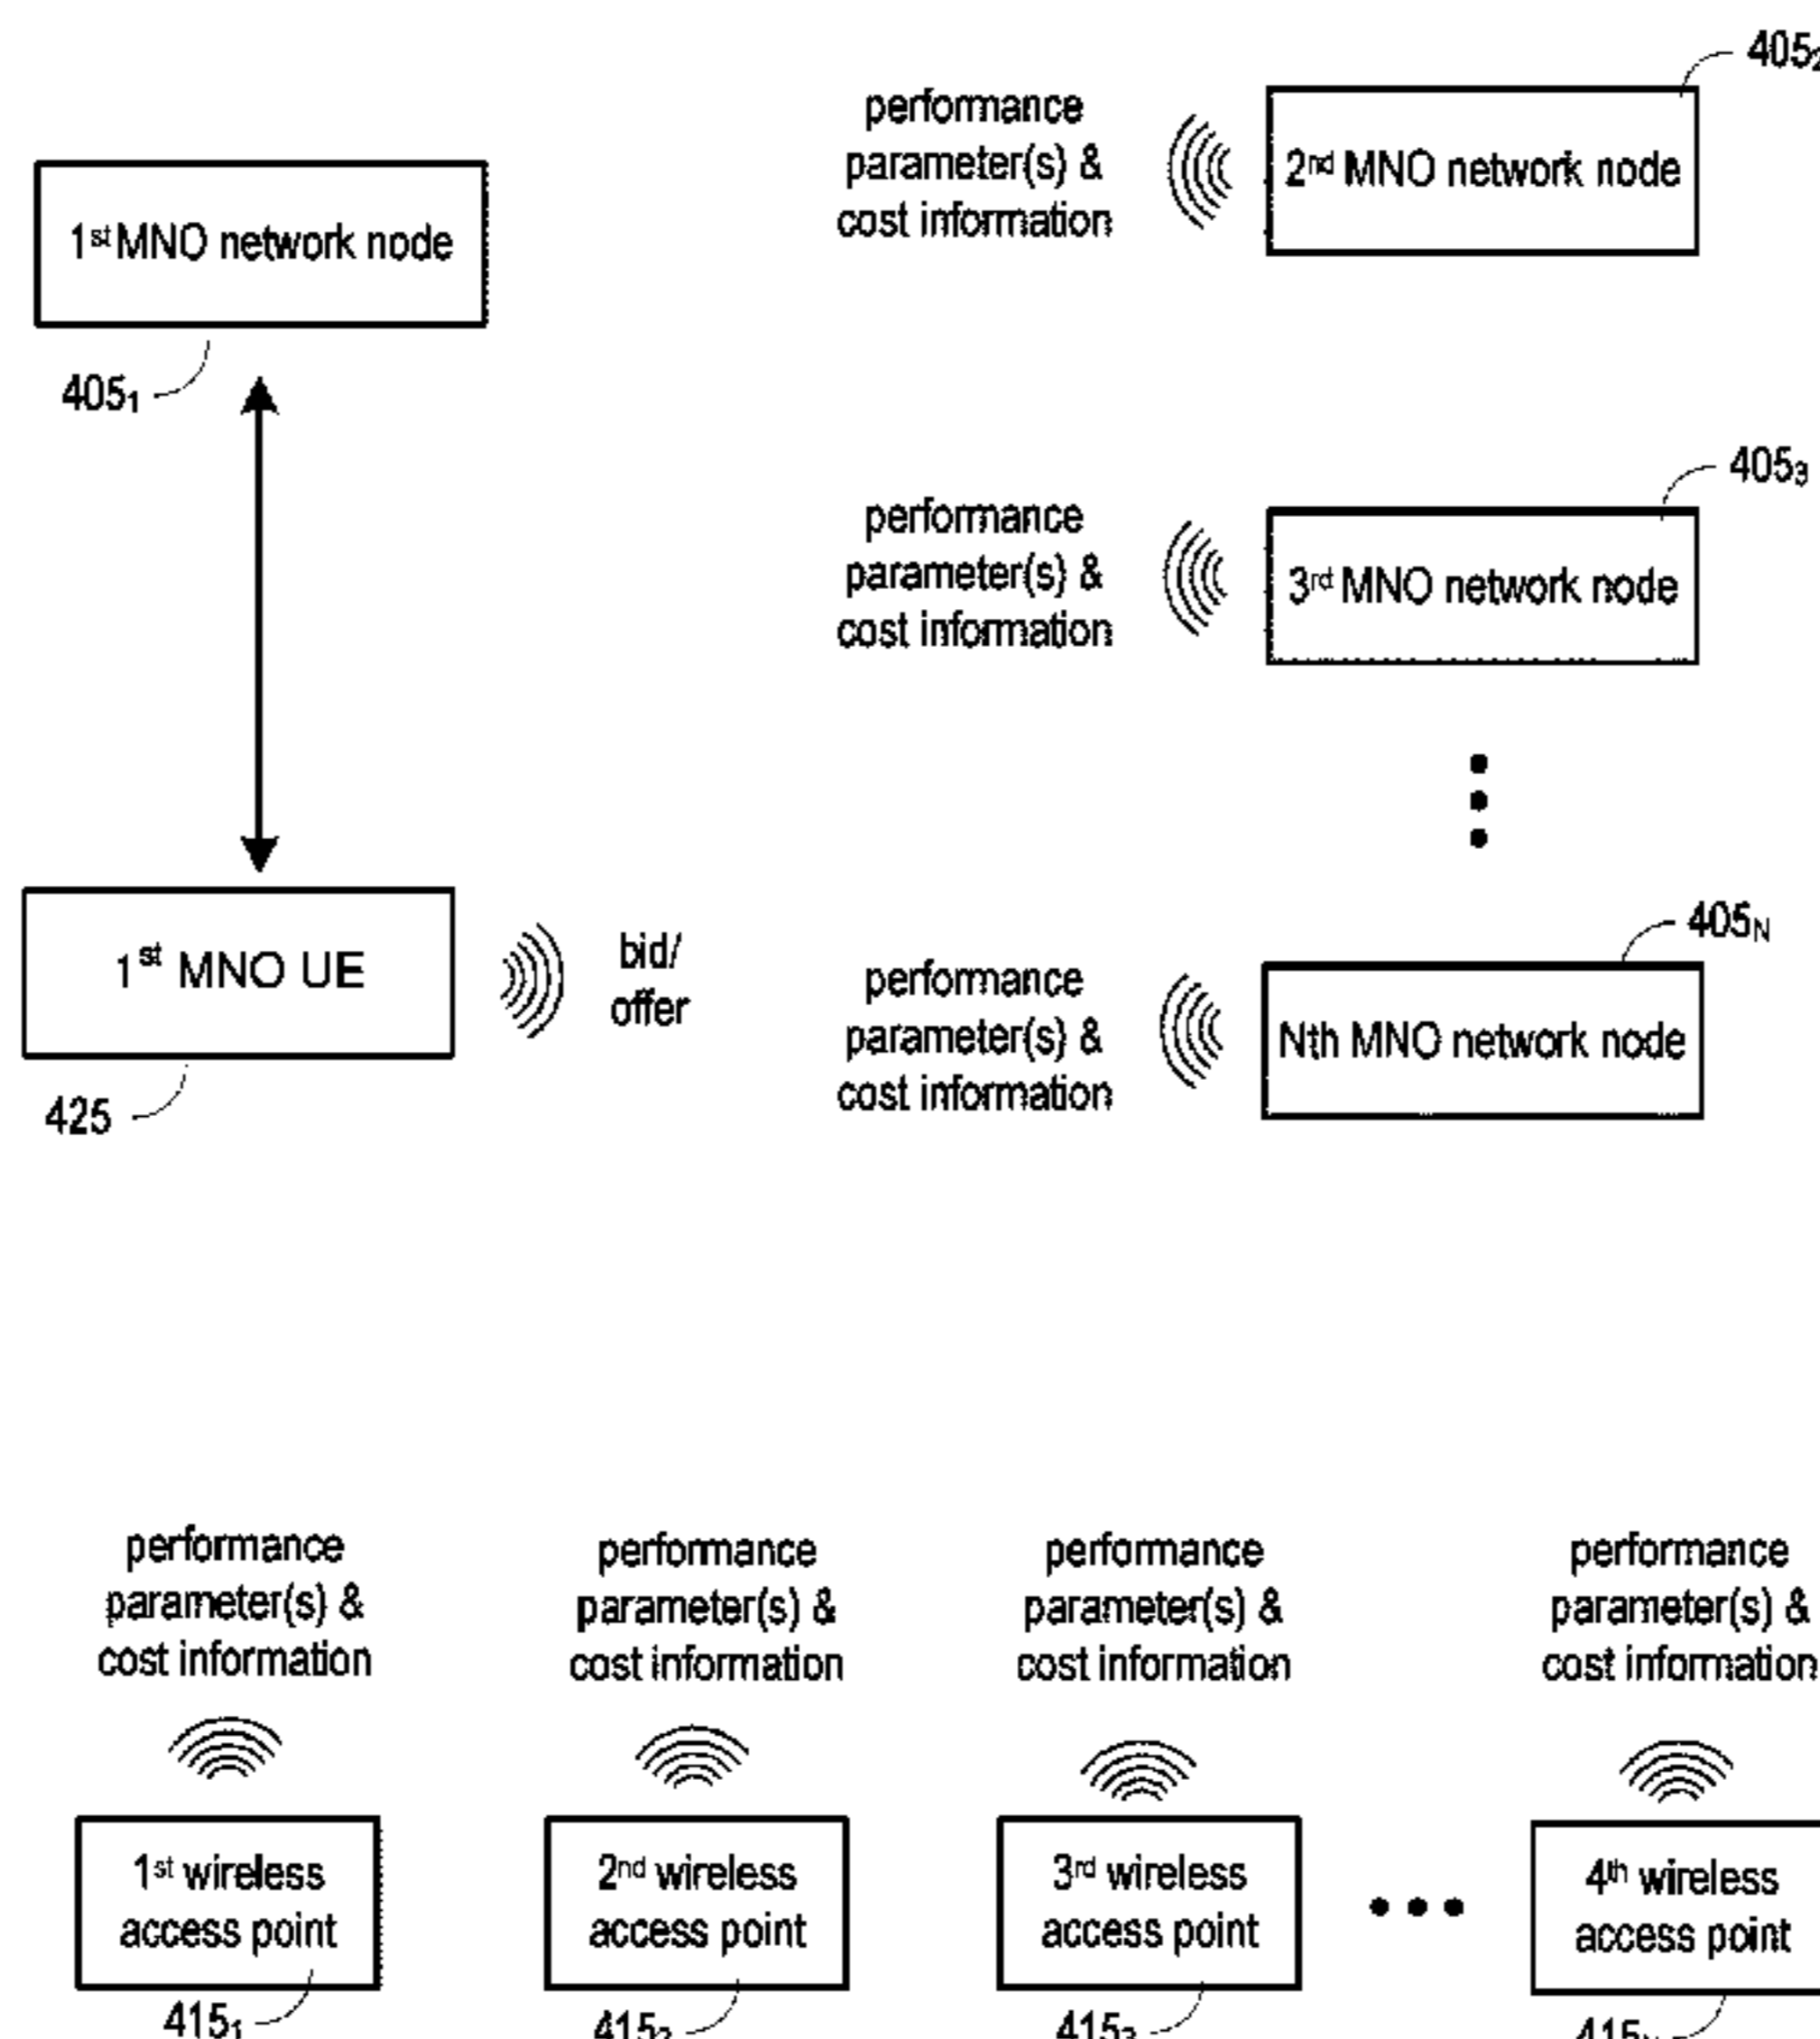 405₂
performance
parameter(s) &
cost information
2nd MNO network node
1st MNO network node
405₁
405₃
performance
parameter(s) &
cost information
3rd MNO network node
405N
1st MNO UE
bid/
offer
performance
parameter(s) &
cost information
Nth MNO network node
425
performance
parameter(s) &
cost information
performance
parameter(s) &
cost information
performance
parameter(s) &
cost information
performance
parameter(s) &
cost information
1st wireless
access point
2nd wireless
access point
3rd wireless
access point
4th wireless
access point
415₁
415₂
415₃
415N